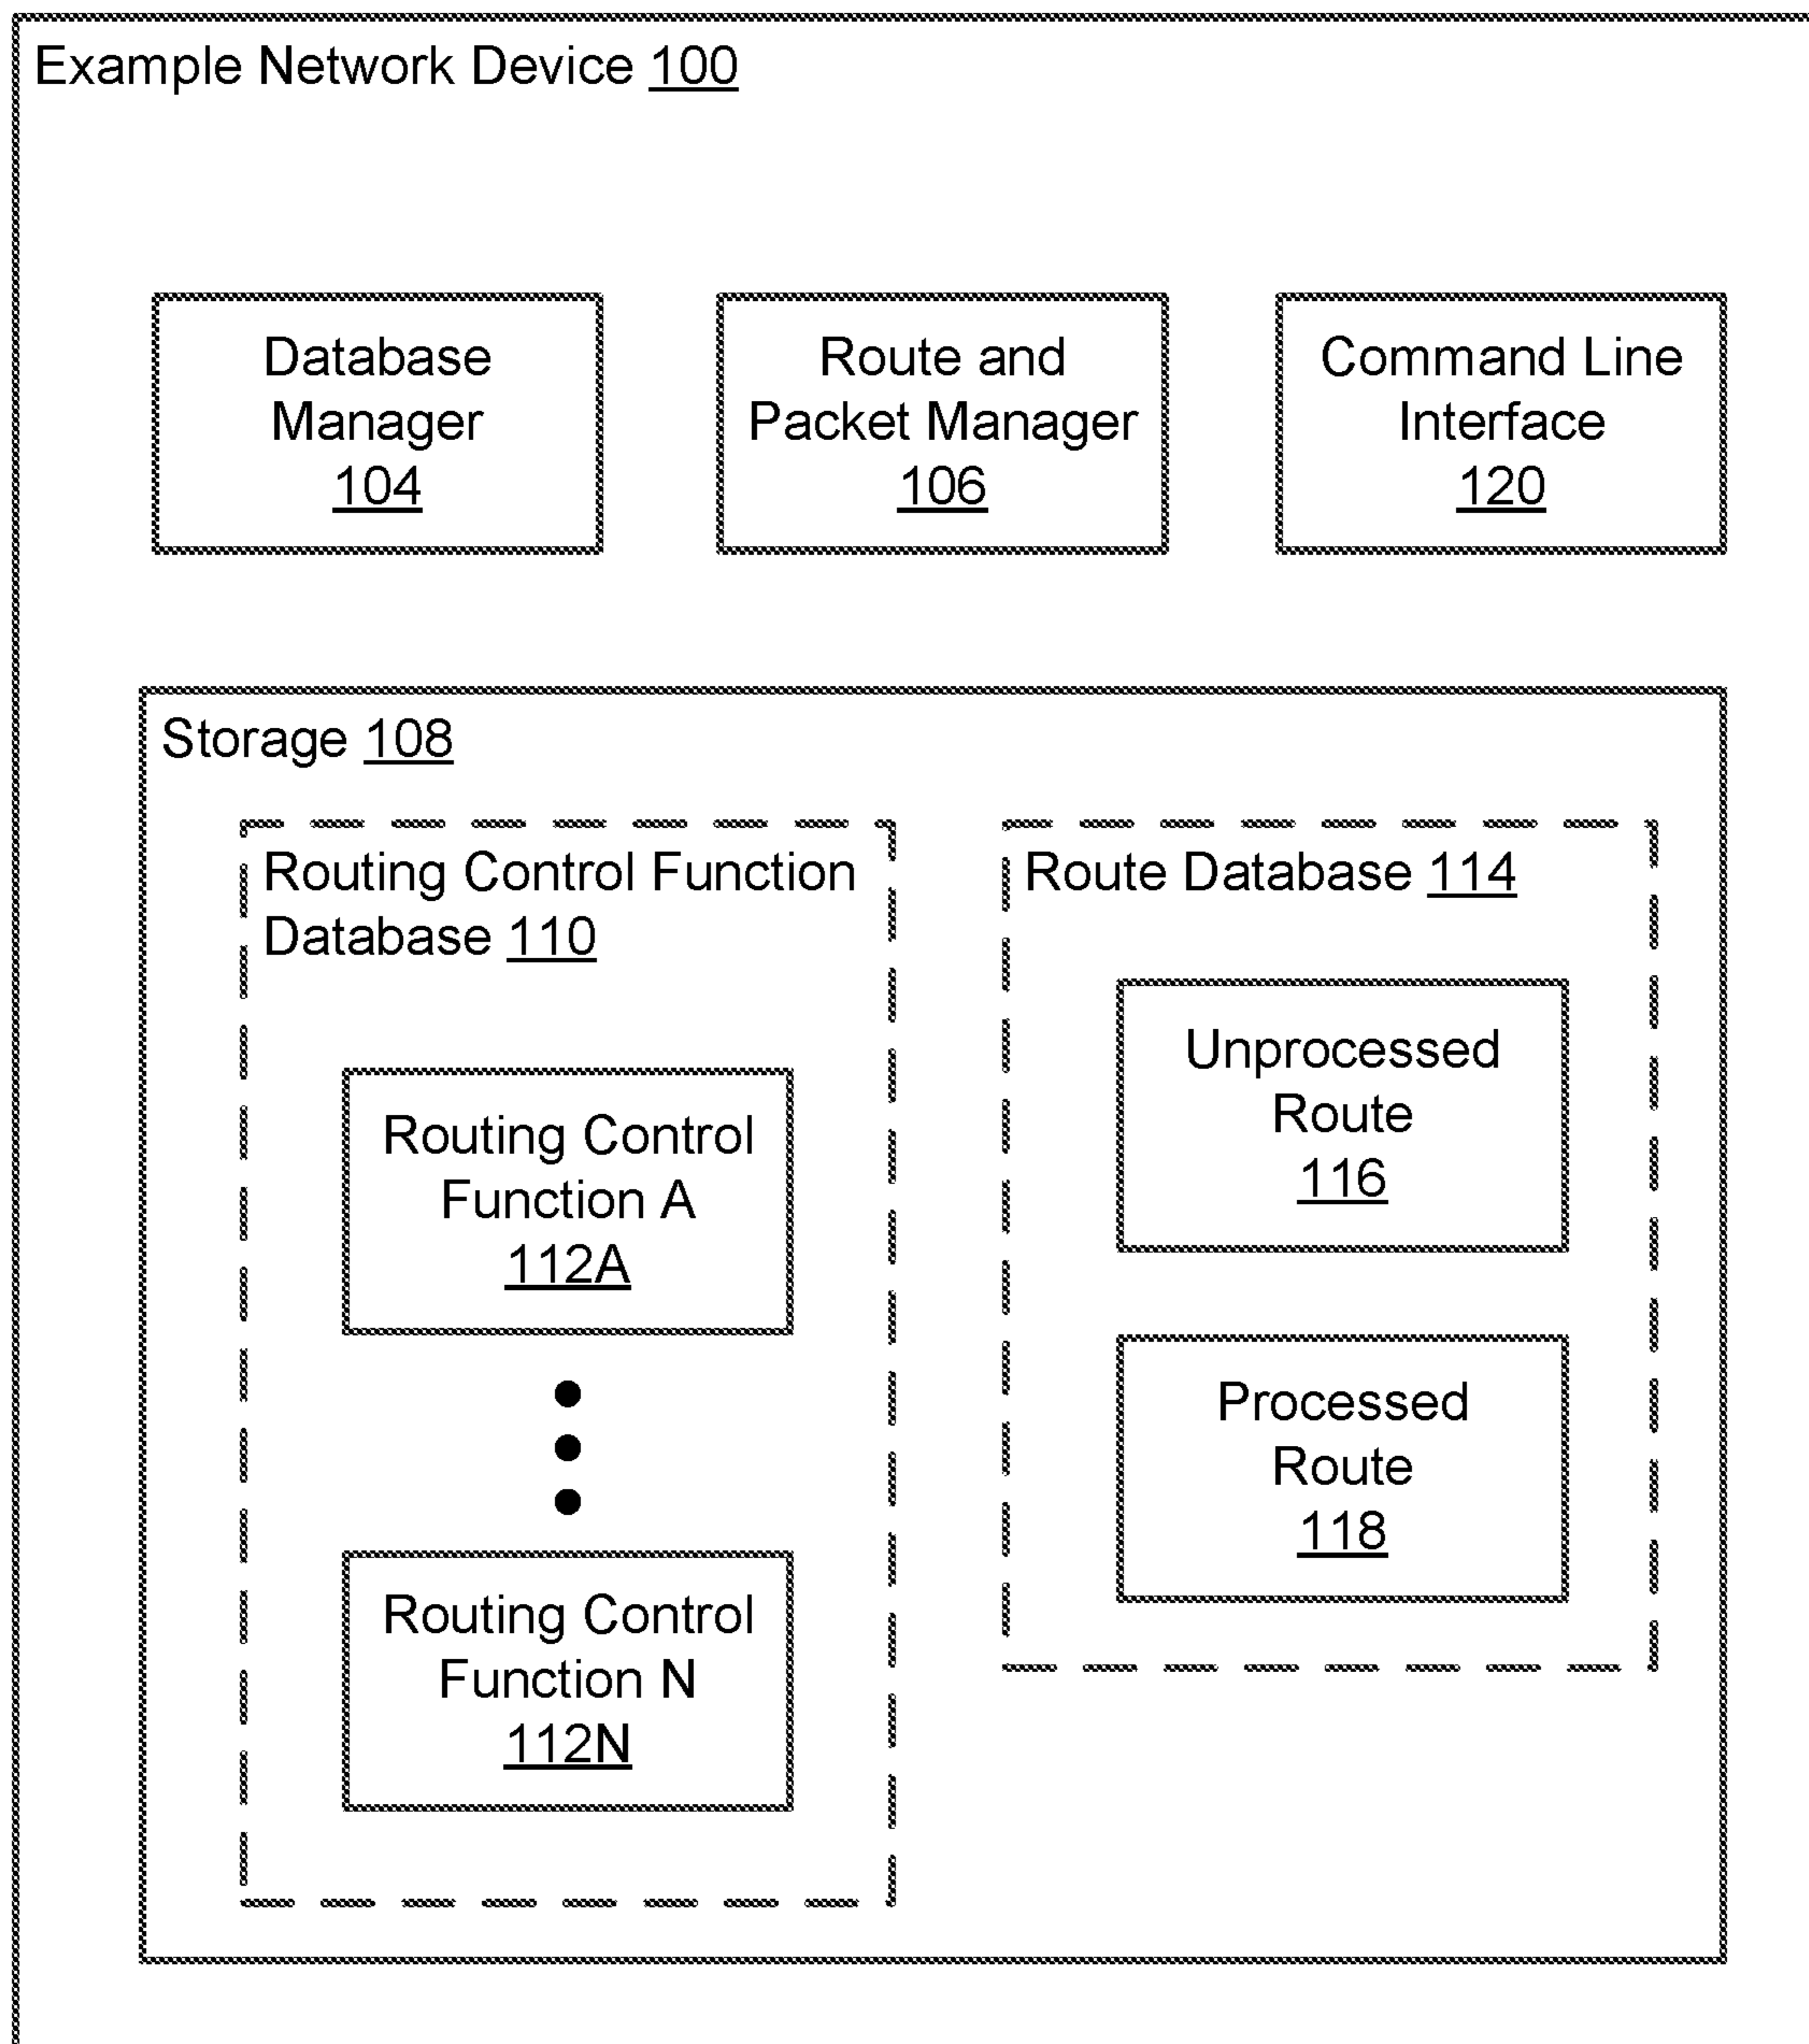 Example Network Device 100
Database
Manager
104
Route and
Packet Manager
106
Command Line
Interface
120
Storage 108
Routing Control Function
Database 110
Routing Control
Function A
112A
Routing Control
Function N
112N
Route Database 114
Unprocessed
Route
116
Processed
Route
118